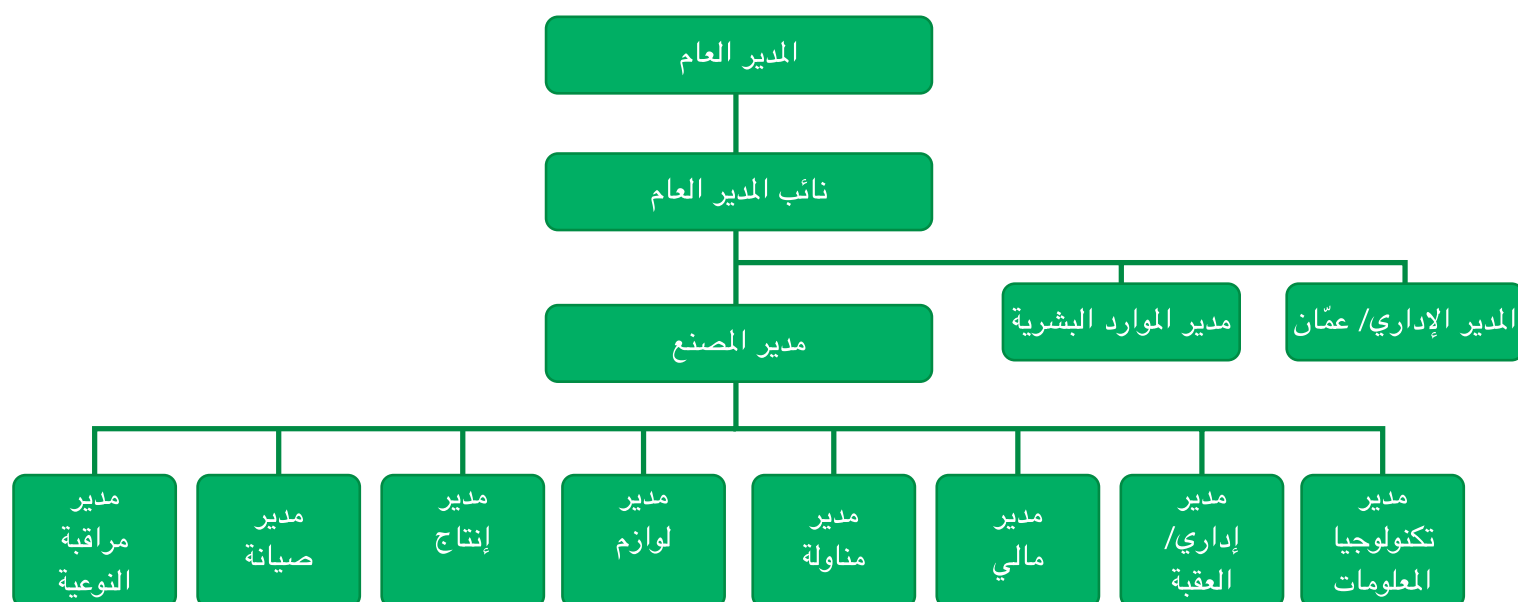 المدير العام
نائب المدير العام
المدير الإداري/ عمّان
مدير الموارد البشرية
مدير المصنع
مدير
تكنولوجيا
المعلومات
مدير
إداري/
العقبة
مدير
مالي
مدير
مناولة
مدير
لوازم
مدير
إنتاج
مدير
صيانة
مدير
مراقبة
النوعية